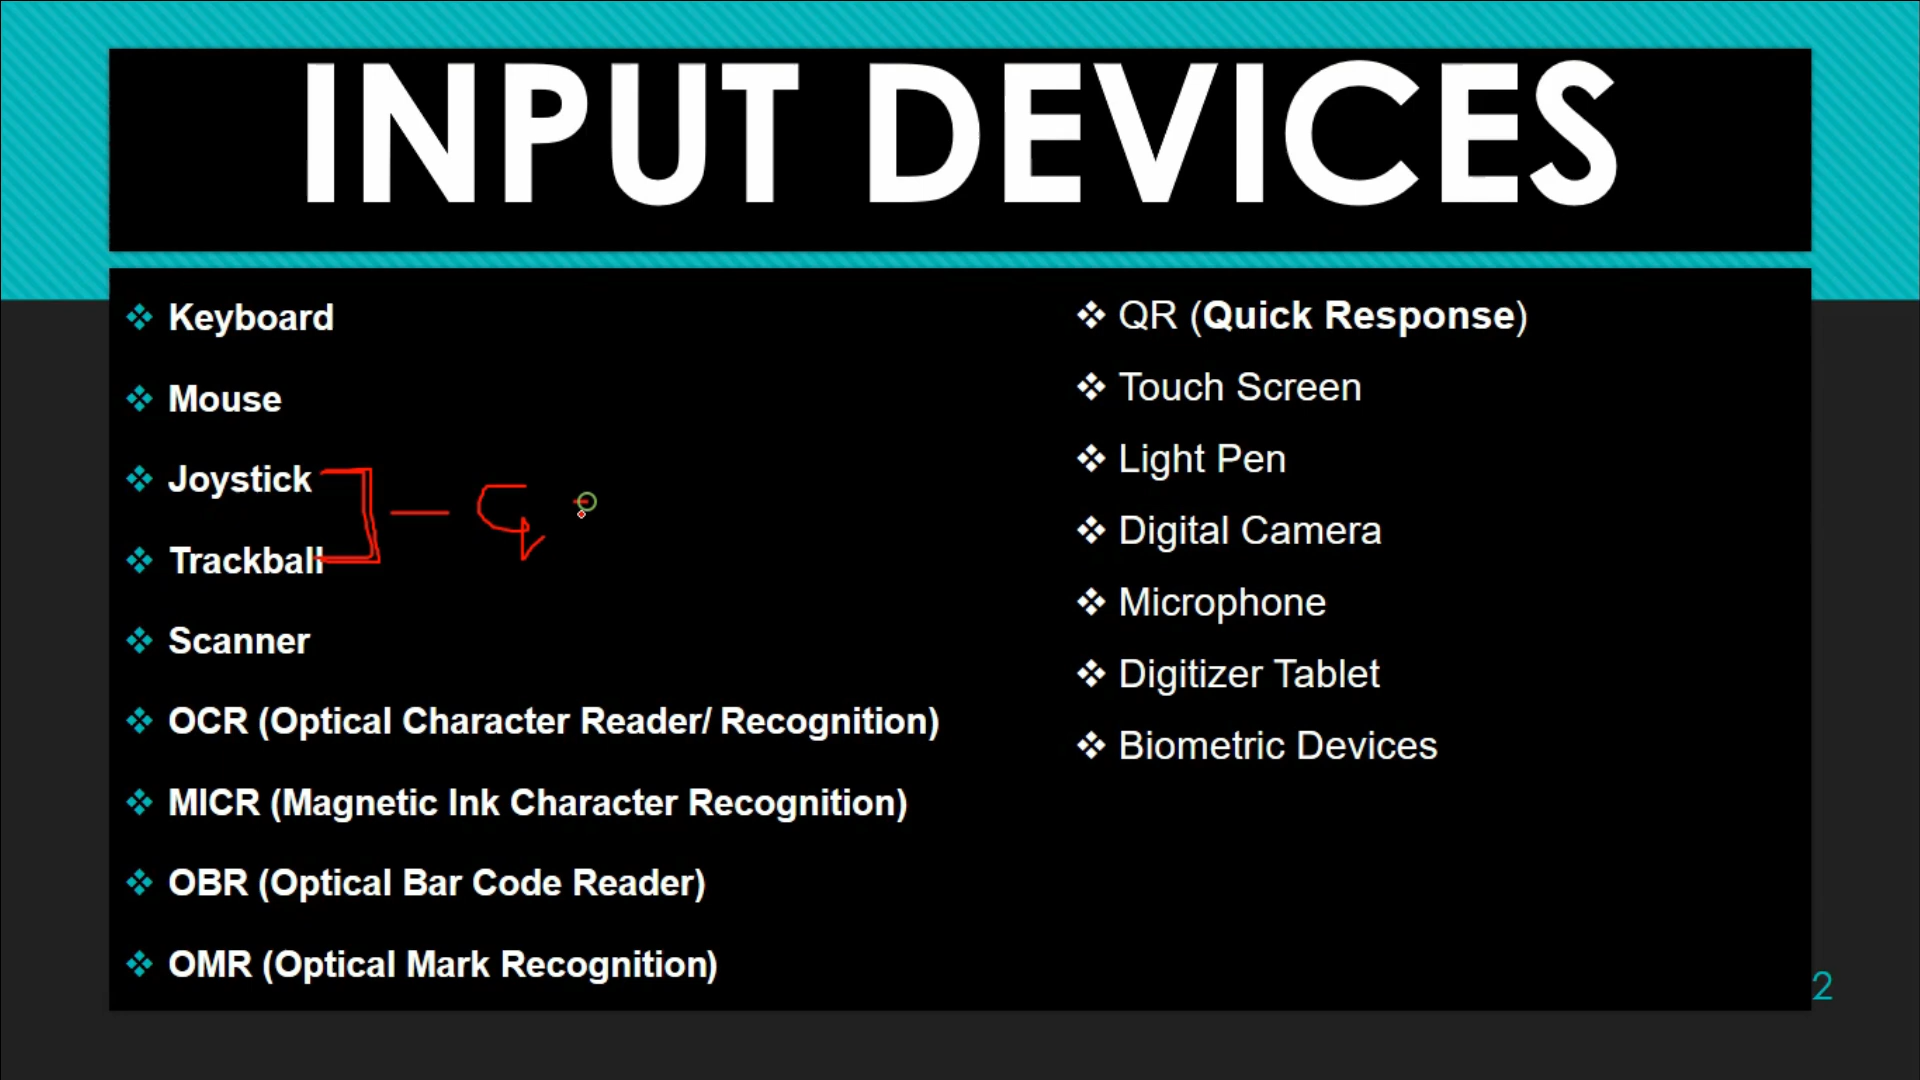 INPUT DEVICES
Keyboard
Mouse
Joystick
Trackball
Scanner
OCR (Optical Character Reader/ Recognition)
MICR (Magnetic Ink Character Recognition)
OBR (Optical Bar Code Reader)
OMR (Optical Mark Recognition)
QR (Quick Response)
Touch Screen
Light Pen
Digital Camera
Microphone
Digitizer Tablet
Biometric Devices
2